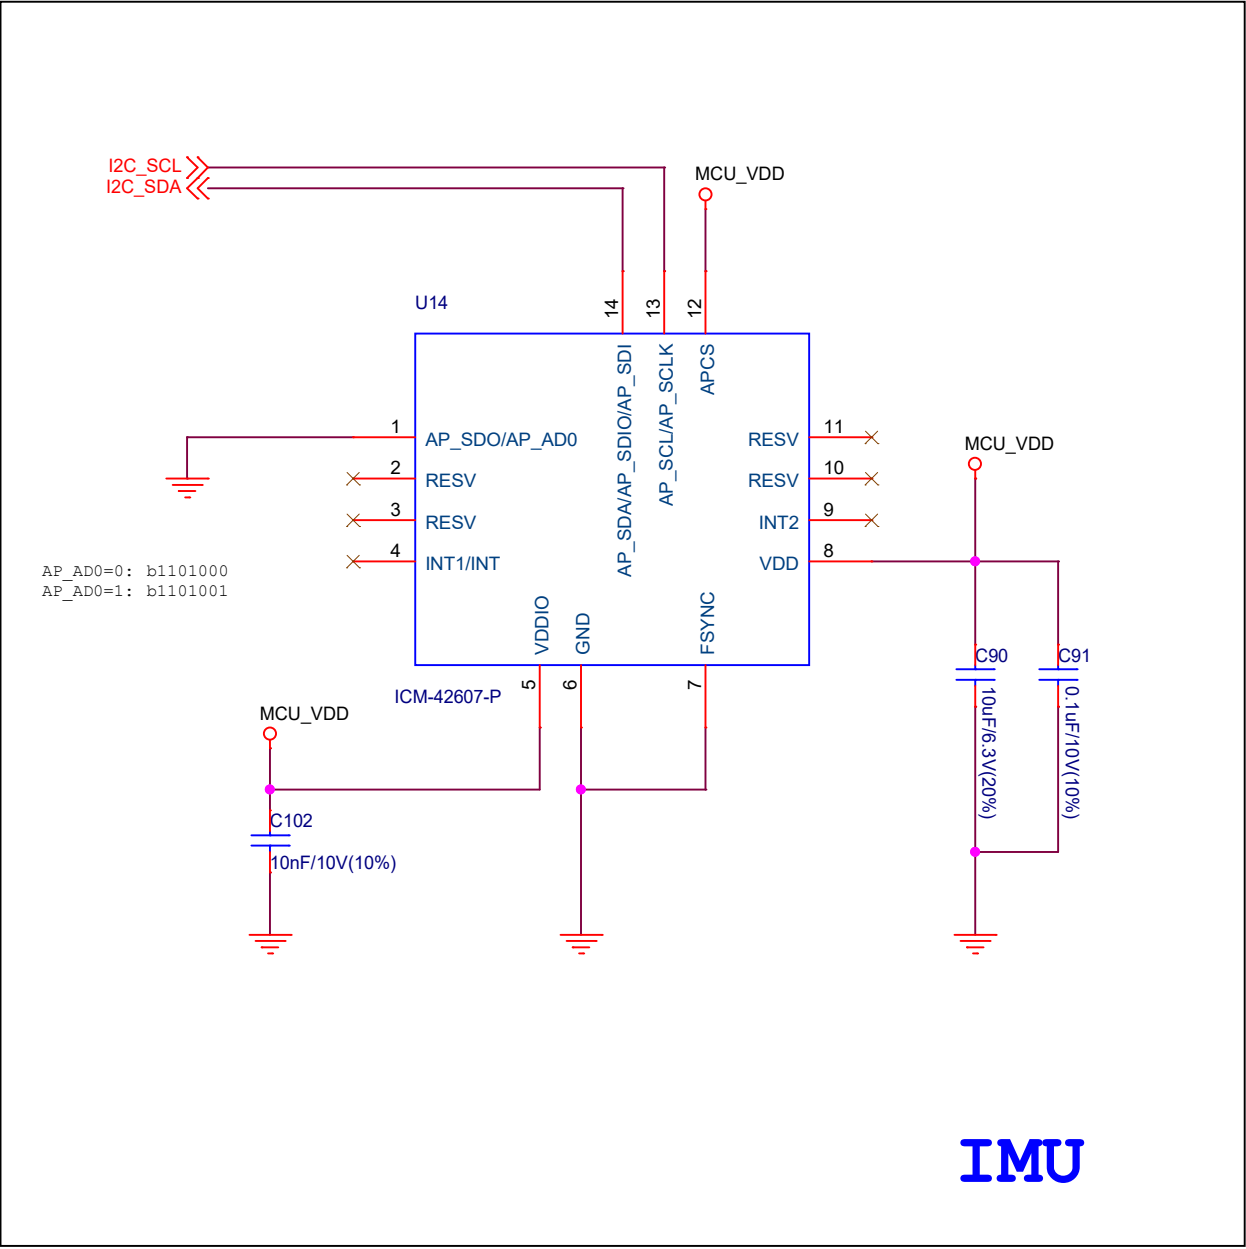 I2C_SCL
I2C_SDA
MCU_VDD
U14
14
13
12
AP_SDA/AP_SDIO/AP_SDI
AP_SCL/AP_SCLK
APCS
1
AP_SDO/AP_AD0
2
RESV
3
RESV
4
INT1/INT
11
RESV
10
RESV
9
INT2
8
VDD
MCU_VDD
AP_AD0=0: b1101000
AP_AD0=1: b1101001
VDDIO
GND
FSYNC
5
6
7
ICM-42607-P
MCU_VDD
C102
10nF/10V(10%)
C90
10uF/6.3V(20%)
C91
0.1uF/10V(10%)
IMU